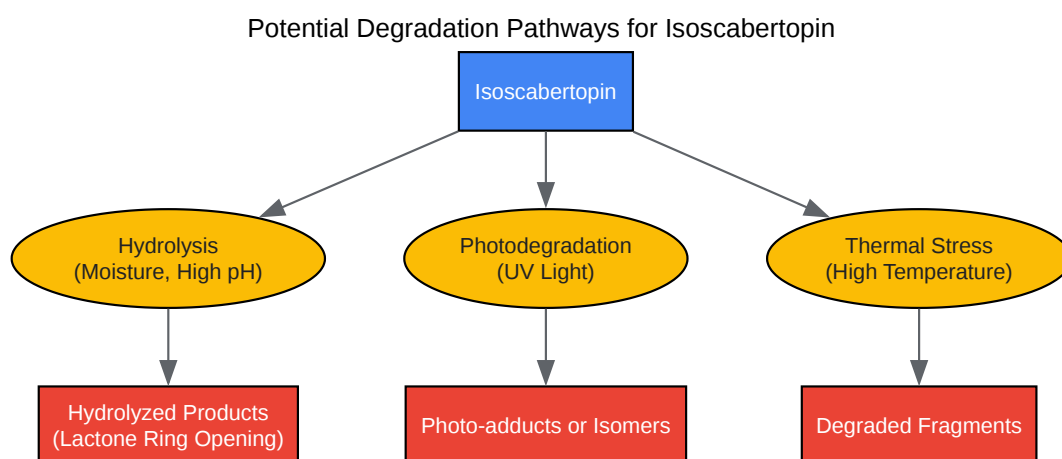 Potential Degradation Pathways for Isoscabertopin
Isoscabertopin
Hydrolysis
(Moisture, High pH)
Photodegradation
(UV Light)
Thermal Stress
(High Temperature)
Hydrolyzed Products
(Lactone Ring Opening)
Photo-adducts or Isomers
Degraded Fragments